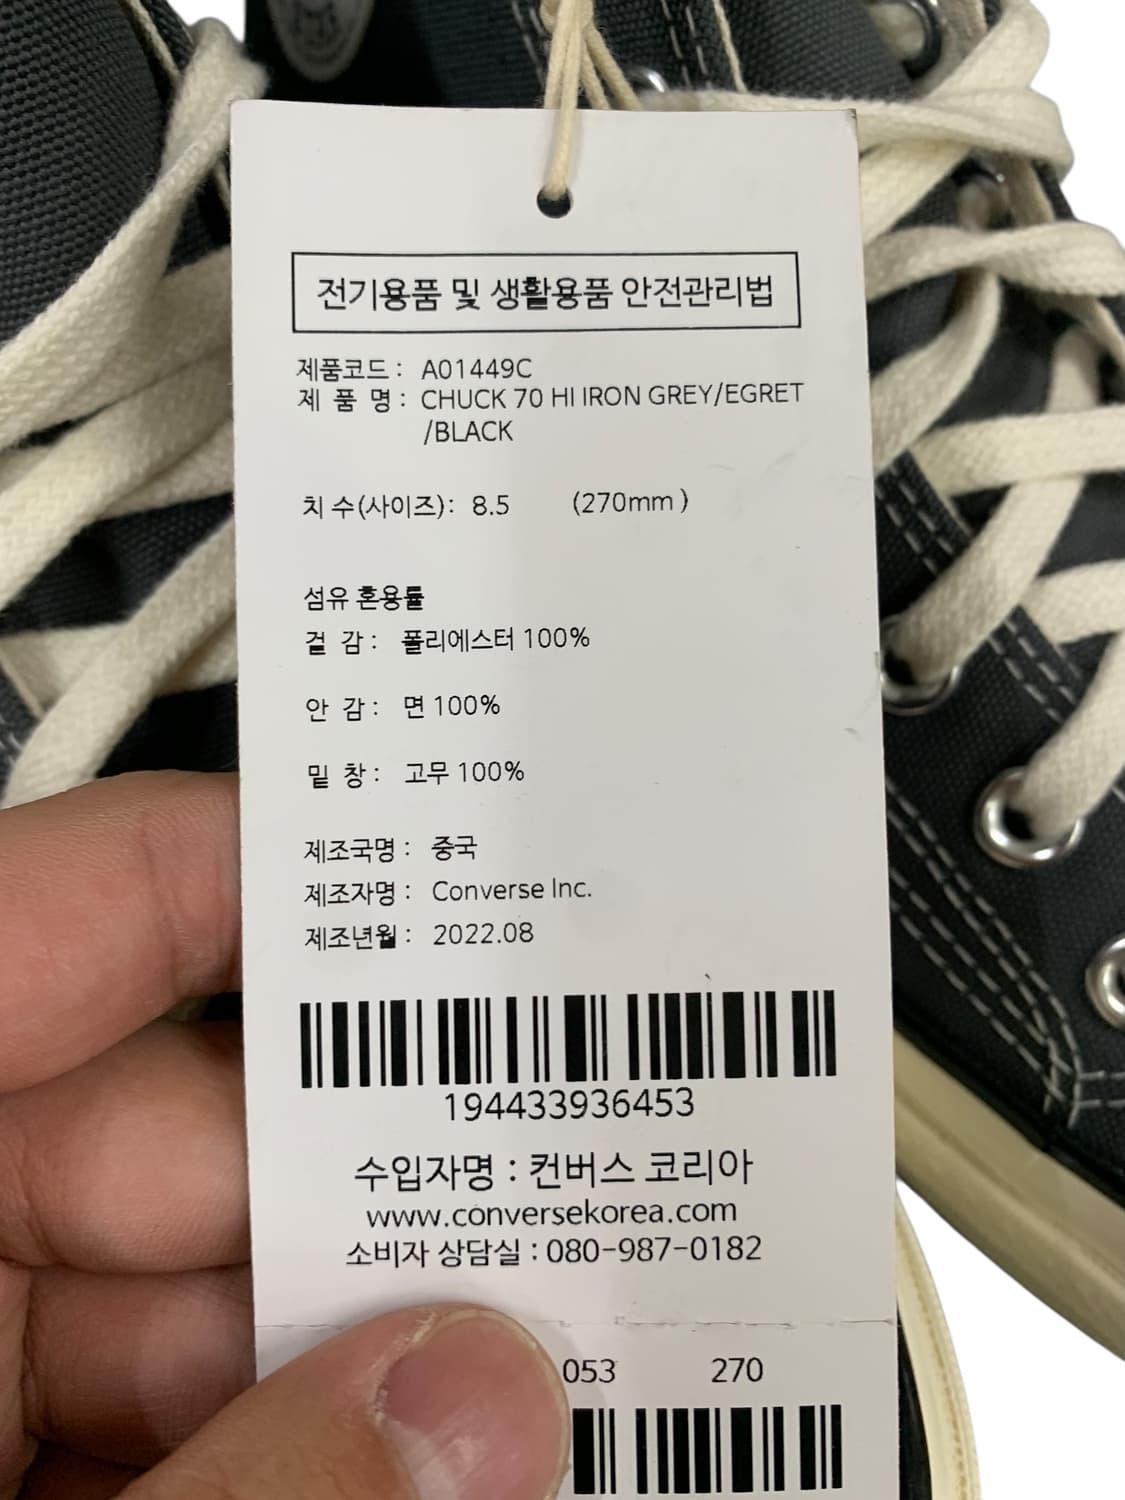 전기용품 및 생활용품 안전관리법
제품코드 : A01449C
제 품 명 : CHUCK 70 HI IRON GREY/EGRET
/BLACK
치 수(사이즈) : 8.5 (270mm )
섬유 혼용률
겉 감 : 폴리에스터 100%
안 감 : 면 100%
밑 창 : 고무 100%
제조국명 : 중국
제조자명 : Converse Inc.
제조년월 : 2022.08
194433936453
수입자명 : 컨버스 코리아
www.conversekorea.com
소비자 상담실 : 080-987-0182
053 270